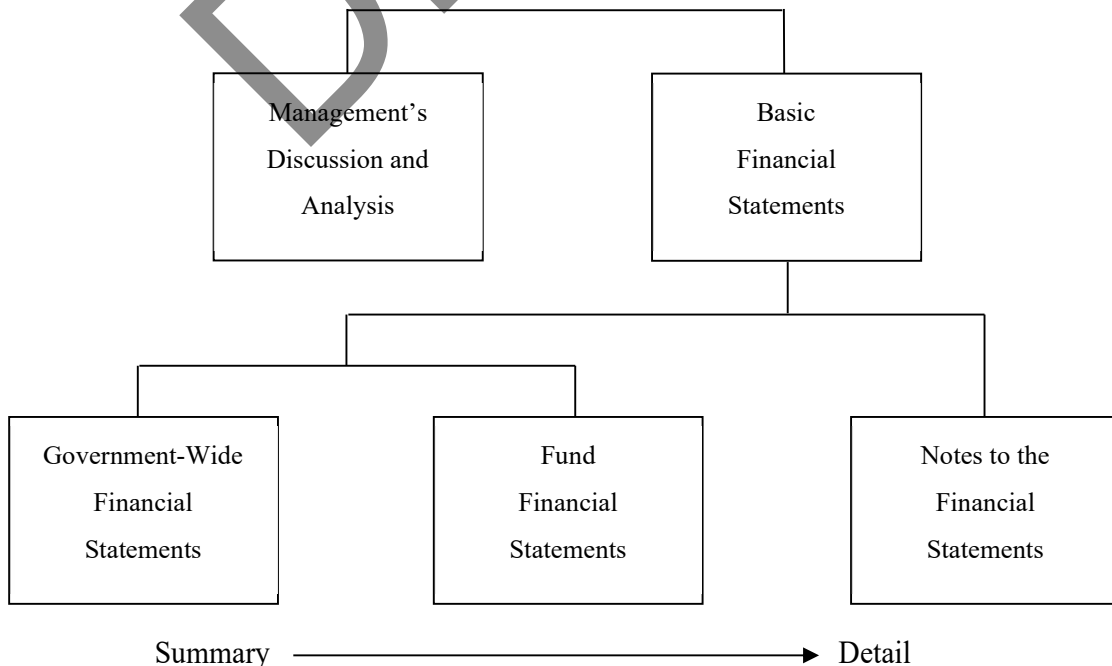 Management’s
Discussion and
Analysis
Basic
Financial
Statements
Government-Wide
Financial
Statements
Fund
Financial
Statements
Notes to the
Financial
Statements
Summary
Detail